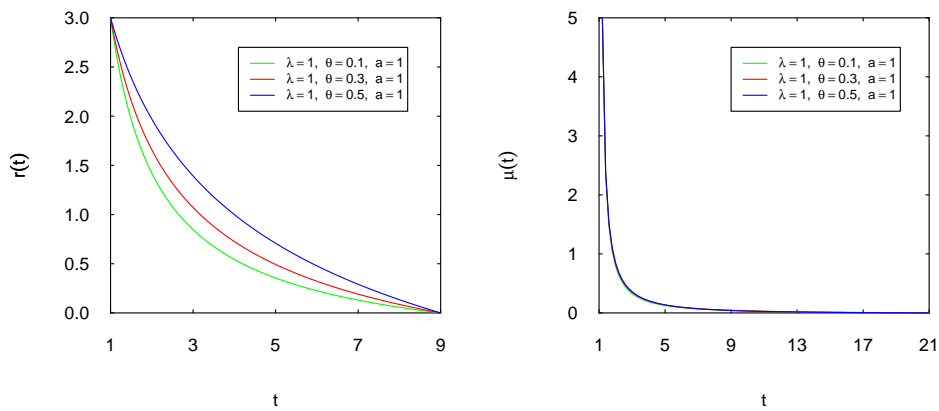 3.0
2.5
2.0
1.5
1.0
0.5
0.0
r(t)
λ = 1, θ = 0.1, a = 1
λ = 1, θ = 0.3, a = 1
λ = 1, θ = 0.5, a = 1
1 3 5 7 9
t
5
4
3
2
1
0
μ(t)
λ = 1, θ = 0.1, a = 1
λ = 1, θ = 0.3, a = 1
λ = 1, θ = 0.5, a = 1
1 5 9 13 17 21
t